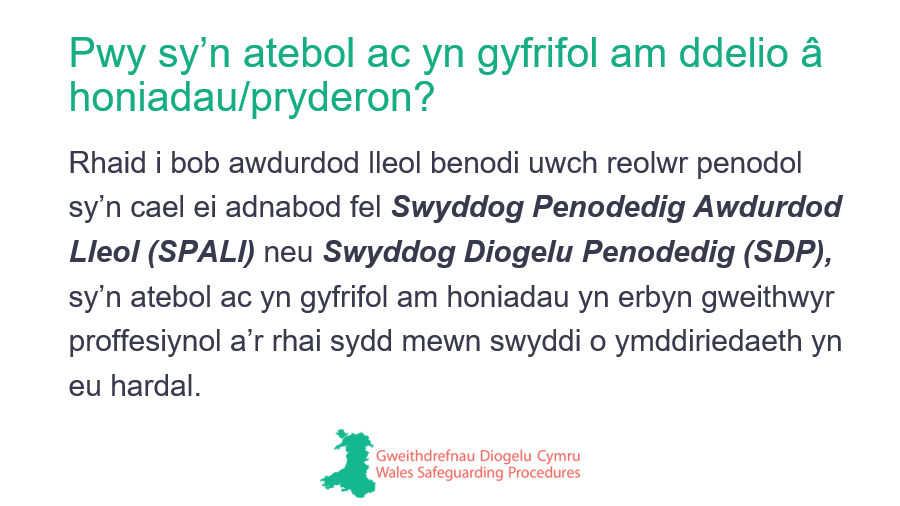 Pwy sy’n atebol ac yn gyfrifol am ddelio â
honiadau/pryderon?
Rhaid i bob awdurdod lleol benodi uwch reolwr penodol
sy’n cael ei adnabod fel Swyddog Penodedig Awdurdod
Lleol (SPALl) neu Swyddog Diogelu Penodedig (SDP),
sy’n atebol ac yn gyfrifol am honiadau yn erbyn gweithwyr
proffesiynol a’r rhai sydd mewn swyddi o ymddiriedaeth yn
eu hardal.
Gweithdrefnau Diogelu Cymru
Wales Safeguarding Procedures